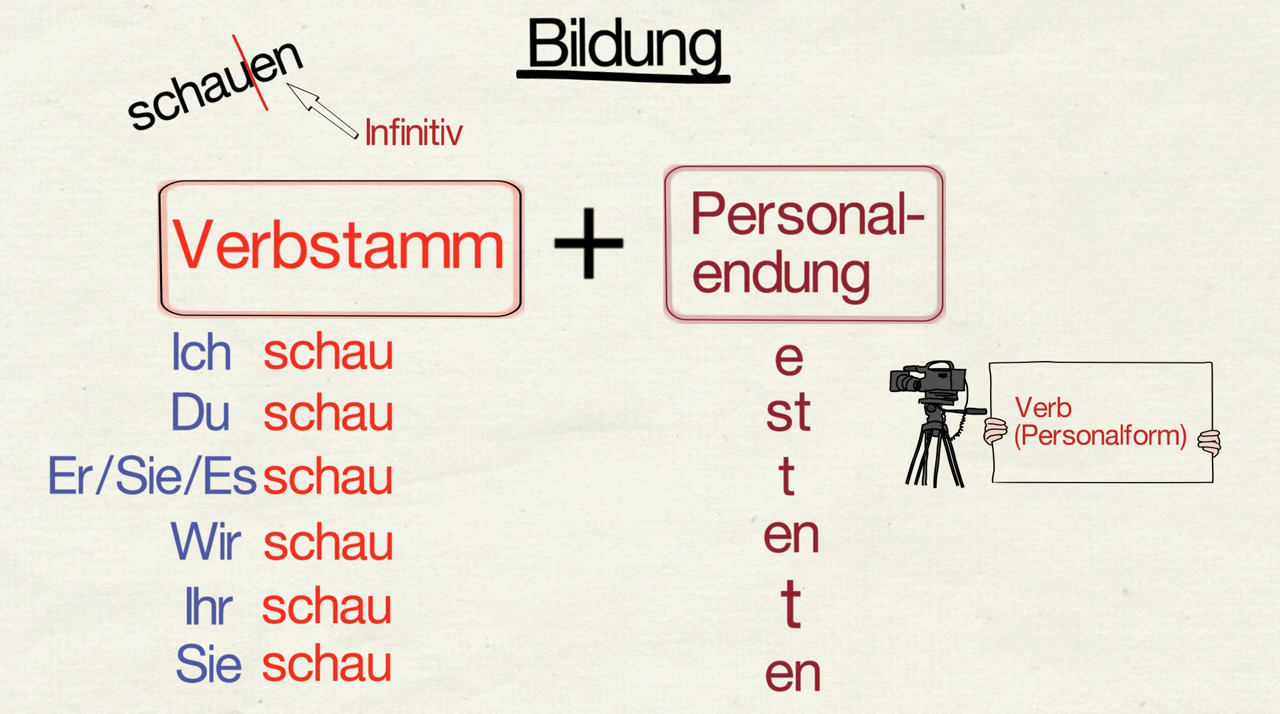 Bildung
schauen
Infinitiv
Verbstamm + Personal-
endung
Ich schau e
Du schau st
Er/Sie/Es schau t
Wir schau en
Ihr schau t
Sie schau en
Verb
(Personalform)